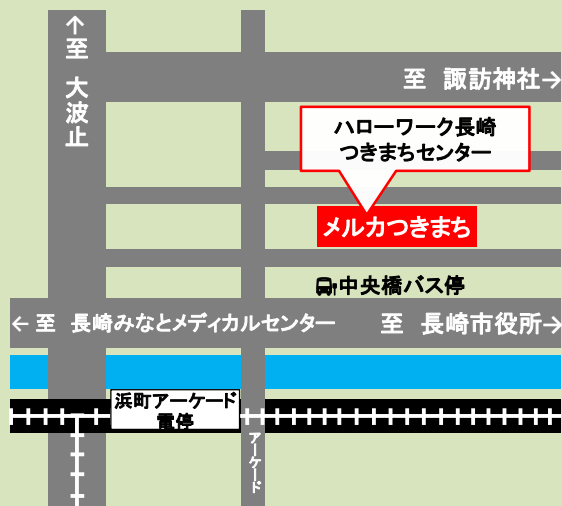 ↑至 大波止
至 諏訪神社→
ハローワーク長崎
つきまちセンター
メルカつきまち
中央橋バス停
← 至 長崎みなとメディカルセンター
至 長崎市役所→
浜町アーケード
電停
アーケード